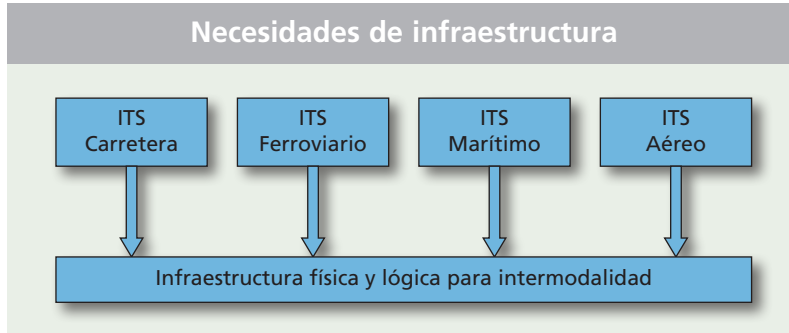 Necesidades de infraestructura
ITS
Carretera
ITS
Ferroviario
ITS
Marítimo
ITS
Aéreo
Infraestructura física y lógica para intermodalidad